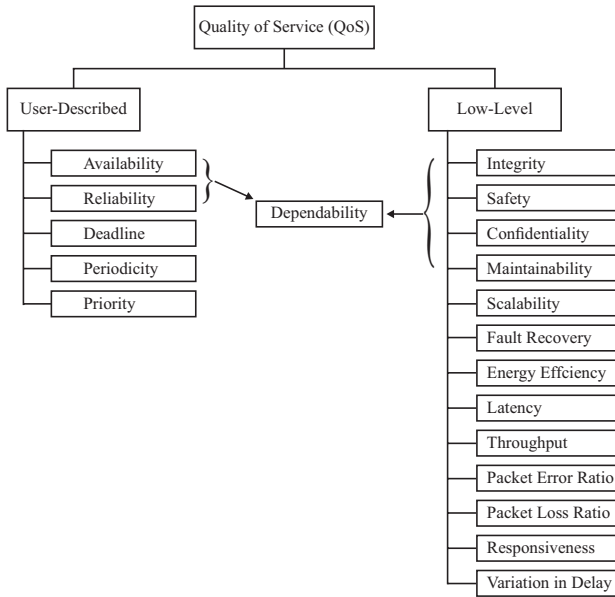 Quality of Service (QoS)
User-Described
Low-Level
Availability
Reliability
Deadline
Periodicity
Priority
Dependability
Integrity
Safety
Confidentiality
Maintainability
Scalability
Fault Recovery
Energy Effciency
Latency
Throughput
Packet Error Ratio
Packet Loss Ratio
Responsiveness
Variation in Delay